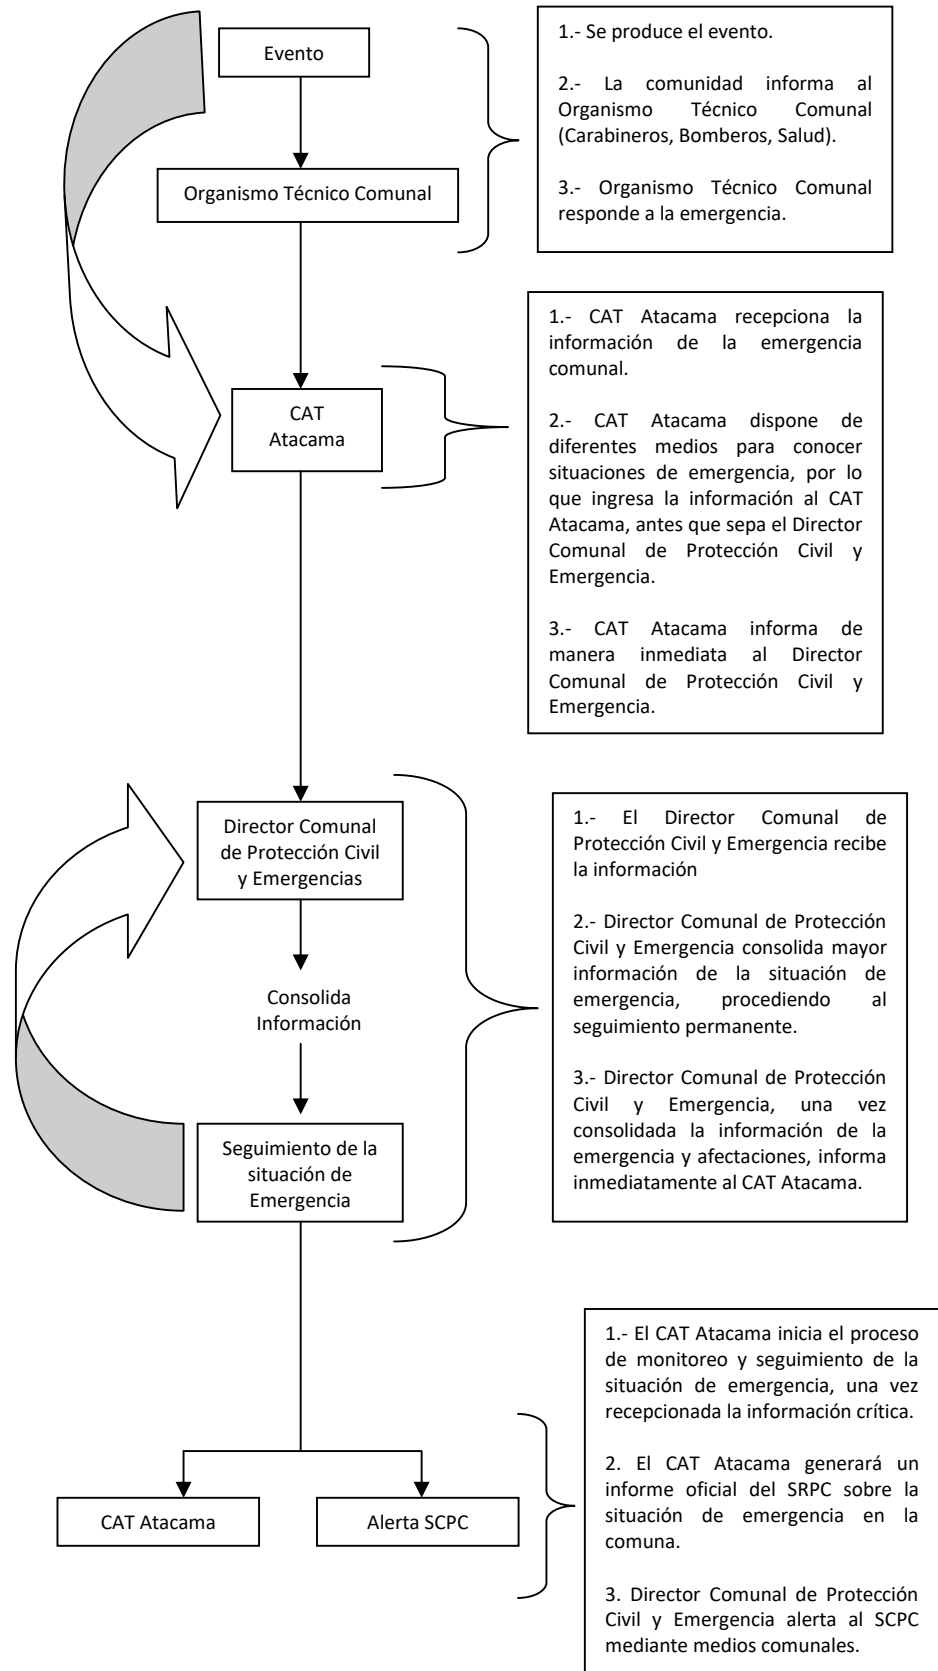 Evento
Organismo Técnico Comunal
1.- Se produce el evento.
2.- La comunidad informa al
Organismo Técnico Comunal
(Carabineros, Bomberos, Salud).
3.- Organismo Técnico Comunal
responde a la emergencia.
CAT
Atacama
1.- CAT Atacama recepciona la
información de la emergencia
comunal.
2.- CAT Atacama dispone de
diferentes medios para conocer
situaciones de emergencia, por lo
que ingresa la información al CAT
Atacama, antes que sepa el Director
Comunal de Protección Civil y
Emergencia.
3.- CAT Atacama informa de
manera inmediata al Director
Comunal de Protección Civil y
Emergencia.
Director Comunal
de Protección Civil
y Emergencias
Consolida
Información
Seguimiento de la
situación de
Emergencia
1.- El Director Comunal de
Protección Civil y Emergencia recibe
la información
2.- Director Comunal de Protección
Civil y Emergencia consolida mayor
información de la situación de
emergencia, procediendo al
seguimiento permanente.
3.- Director Comunal de Protección
Civil y Emergencia, una vez
consolidada la información de la
emergencia y afectaciones, informa
inmediatamente al CAT Atacama.
CAT Atacama
Alerta SCPC
1.- El CAT Atacama inicia el proceso
de monitoreo y seguimiento de la
situación de emergencia, una vez
recepcionada la información crítica.
2. El CAT Atacama generará un
informe oficial del SRPC sobre la
situación de emergencia en la
comuna.
3. Director Comunal de Protección
Civil y Emergencia alerta al SCPC
mediante medios comunales.